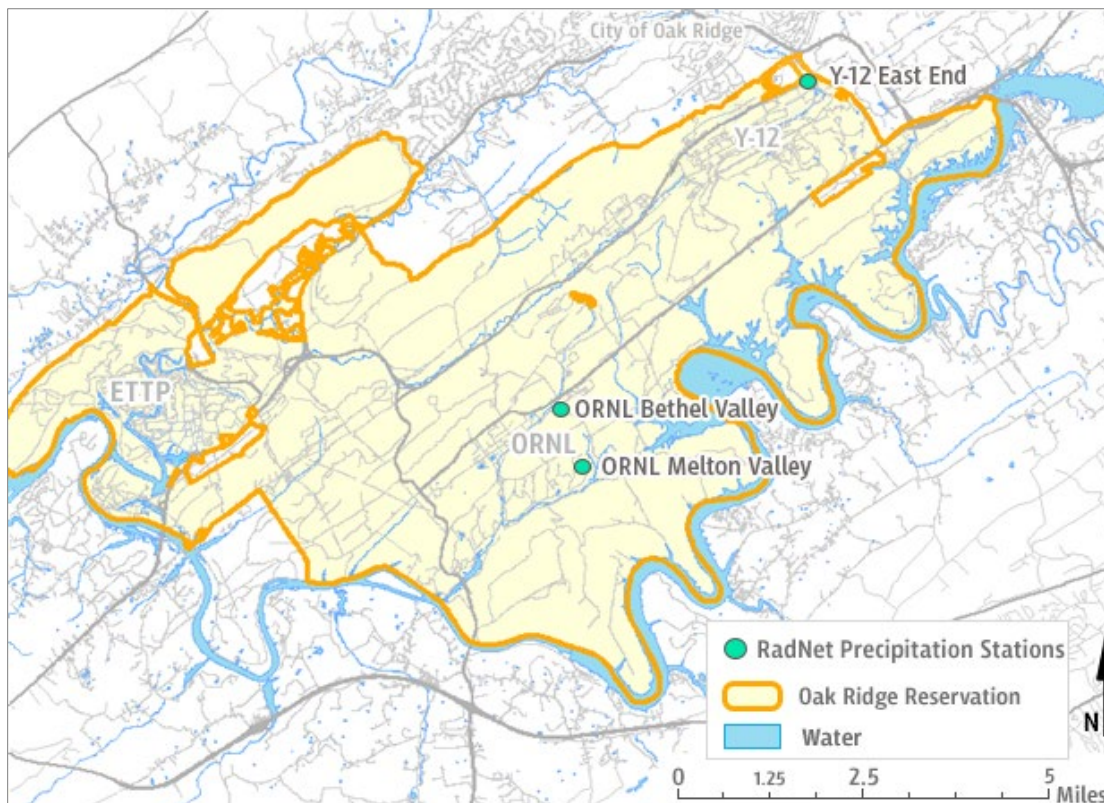 City of Oak Ridge
Y-12 East End
Y-12
ETTP
ORNL Bethel Valley
ORNL
ORNL Melton Valley
RadNet Precipitation Stations
Oak Ridge Reservation
Water
N
0 1.25 2.5 5
Miles